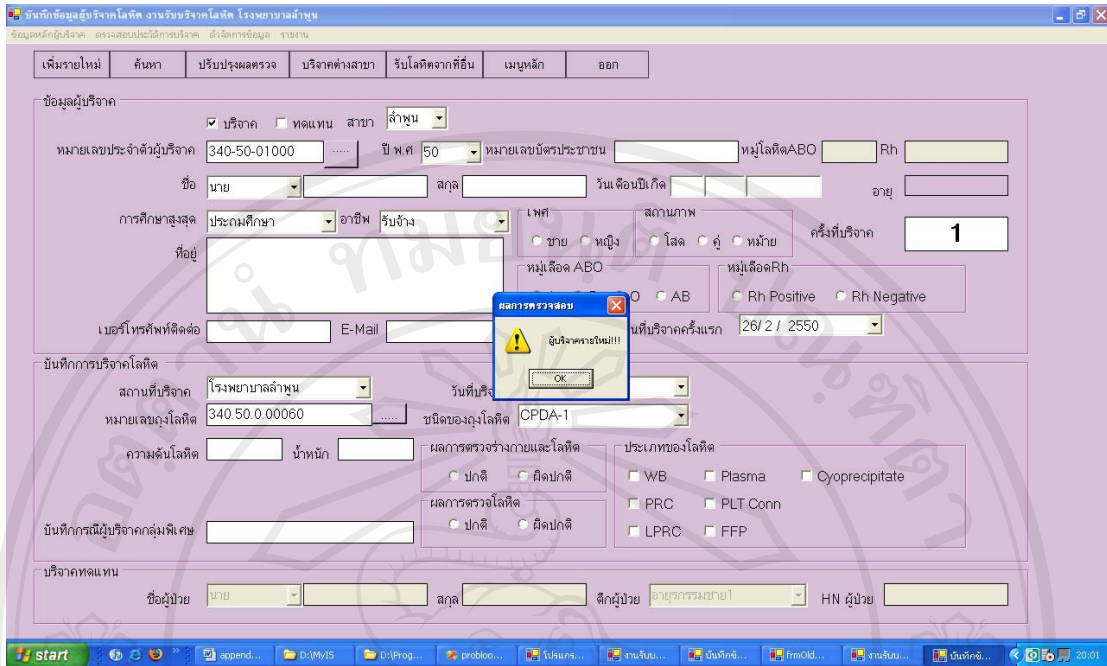 บันทึกข้อมูลผู้บริจาคโลหิต งานรับบริจาคโลหิต โรงพยาบาลลำพูน
ข้อมูลหลักผู้บริจาค ตรวจสอบประวัติการบริจาค ตัวจัดการข้อมูล รายงาน
เพิ่มรายใหม่ ค้นหา ปรับปรุงผลตรวจ บริจาคต่างสาขา รับโลหิตจากที่อื่น เมนูหลัก ออก
ข้อมูลผู้บริจาค
บริจาค ทดแทน สาขา ลำพูน
หมายเลขประจำตัวผู้บริจาค 340-50-01000 ..... ปี พ.ศ 50 หมายเลขบัตรประชาชน หมู่โลหิตABO Rh
ชื่อ นาย สกุล วันเดือนปีเกิด อายุ
การศึกษาสูงสุด ประถมศึกษา อาชีพ รับจ้าง เพศ ชาย หญิง สถานภาพ โสด คู่ หม้าย ครั้งที่บริจาค 1
ที่อยู่ หมู่เลือด ABO O AB หมู่เลือดRh Rh Positive Rh Negative
เบอร์โทรศัพท์ติดต่อ E-Mail นที่บริจาคครั้งแรก 26/ 2 / 2550
ผลการตรวจสอบ
ผู้บริจาครายใหม่!!!
OK
บันทึกการบริจาคโลหิต
สถานที่บริจาค โรงพยาบาลลำพูน วันที่บริจ
หมายเลขถุงโลหิต 340.50.0.00060 ..... ชนิดของถุงโลหิต CPDA-1
ความดันโลหิต น้ำหนัก ผลการตรวจร่างกายและโลหิต ปกติ ผิดปกติ ประเภทของโลหิต WB Plasma Cyoprecipitate
ผลการตรวจโลหิต PRC PLT Conn
บันทึกกรณีผู้บริจาคกลุ่มพิเศษ ปกติ ผิดปกติ LPRC FFP
บริจาคทดแทน
ชื่อผู้ป่วย นาย สกุล ตึกผู้ป่วย อายุรกรรมชาย1 HN ผู้ป่วย
start append... D:\MyIS D:\Prog... probloo... โปรแกร... งานรับบ... บันทึกข้... frmOld... งานรับบ... บันทึกข้... 20:01